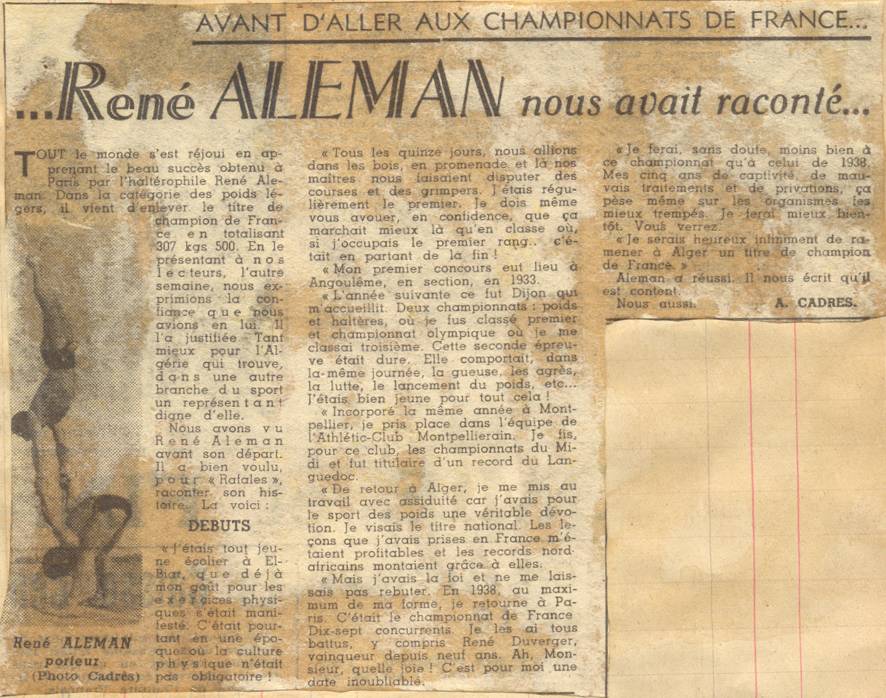 AVANT D'ALLER AUX CHAMPIONNATS DE FRANCE...
...René ALEMAN nous avait raconté...
TOUT le monde s'est réjoui en ap-
prenant le beau succès obtenu à
Paris par l'haltérophile René Ale-
man. Dans la catégorie des poids lé-
gers, il vient d'enlever le titre de
champion de Fran-
ce en totalisant
307 kgs 500. En le
présentant à nos
lecteurs, l'autre
semaine, nous ex-
primions la con-
fiance que nous
avions en lui. Il
l'a justifiée. Tant
mieux pour l'Al-
gérie qui trouve,
dans une autre
branche du sport
un représentant
digne d'elle.
Nous avons vu
René Aleman
avant son départ.
Il a bien voulu,
pour « Rafales »,
raconter son his-
toire. La voici :
DEBUTS
« J'étais tout jeu-
ne écolier à El-
Biar, que déjà
mon goût pour les
exercices physi-
ques s'était mani-
festé. C'était pour-
tant en une épo-
que où la culture
physique n'était
pas obligatoire !
René ALEMAN
porteur
(Photo Cadrès)
« Tous les quinze jours, nous allions
dans les bois, en promenade et là nos
maîtres nous faisaient disputer des
courses et des grimpers. J'étais régu-
lièrement le premier. Je dois même
vous avouer, en confidence, que ça
marchait mieux là qu'en classe où,
si j'occupais le premier rang.. c'é-
tait en partant de la fin !
« Mon premier concours eut lieu à
Angoulême, en section, en 1933.
« L'année suivante ce fut Dijon qui
m'accueillit. Deux championnats : poids
et haltères, où je fus classé premier
et championnat olympique où je me
classai troisième. Cette seconde épreu-
ve était dure. Elle comportait, dans
la même journée, la gueuse, les agrès,
la lutte, le lancement du poids, etc...
J'étais bien jeune pour tout cela !
« Incorporé la même année à Mont-
pellier, je pris place dans l'équipe de
l'Athlétic-Club Montpellierain. Je fis,
pour ce club, les championnats du Mi-
di et fut titulaire d'un record du Lan-
guedoc.
« De retour à Alger, je me mis au
travail avec assiduité car j'avais pour
le sport des poids une véritable dévo-
tion. Je visais le titre national. Les le-
çons que j'avais prises en France m'é-
taient profitables et les records nord-
africains montaient grâce à elles.
« Mais j'avais la foi et ne me lais-
sais pas rebuter. En 1938, au maxi-
mum de ma forme, je retourne à Pa-
ris. C'était le championnat de France
Dix-sept concurrents. Je les ai tous
battus, y compris René Duverger,
vainqueur depuis neuf ans. Ah, Mon-
sieur, quelle joie ! C'est pour moi une
date inoubliable.
« Je ferai, sans doute, moins bien à
ce championnat qu'à celui de 1938.
Mes cinq ans de captivité, de mau-
vais traitements et de privations, ça
pèse même sur les organismes les
mieux trempés. Je ferai mieux bien-
tôt. Vous verrez.
« Je serais heureux infiniment de ra-
mener à Alger un titre de champion
de France. »
Aleman a réussi. Il nous écrit qu'il
est content.
Nous aussi. A. CADRES.